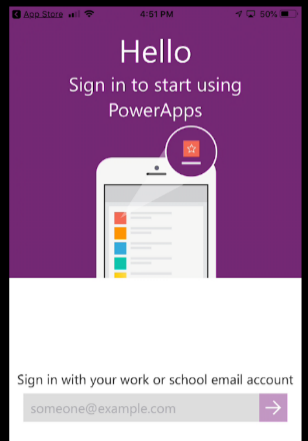 App Store 4:51 PM 50%
Hello
Sign in to start using
PowerApps
Sign in with your work or school email account
someone@example.com